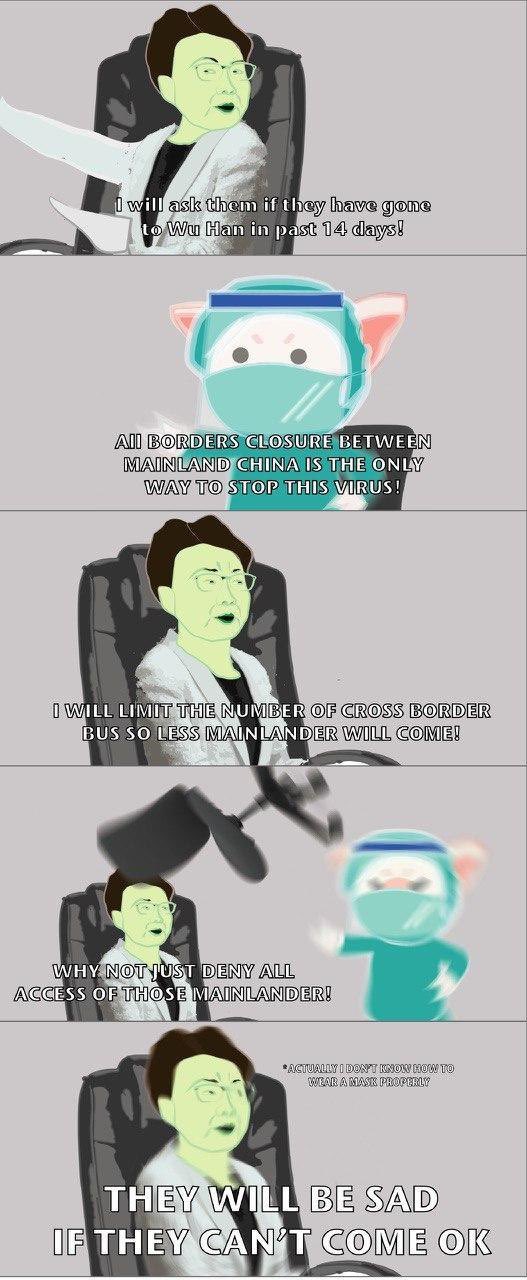 I will ask them if they have gone
to Wu Han in past 14 days!
All BORDERS CLOSURE BETWEEN
MAINLAND CHINA IS THE ONLY
WAY TO STOP THIS VIRUS!
I WILL LIMIT THE NUMBER OF CROSS BORDER
BUS SO LESS MAINLANDER WILL COME!
WHY NOT JUST DENY ALL
ACCESS OF THOSE MAINLANDER!
*ACTUALLY I DON'T KNOW HOW TO
WEAR A MASK PROPERLY
THEY WILL BE SAD
IF THEY CAN'T COME OK